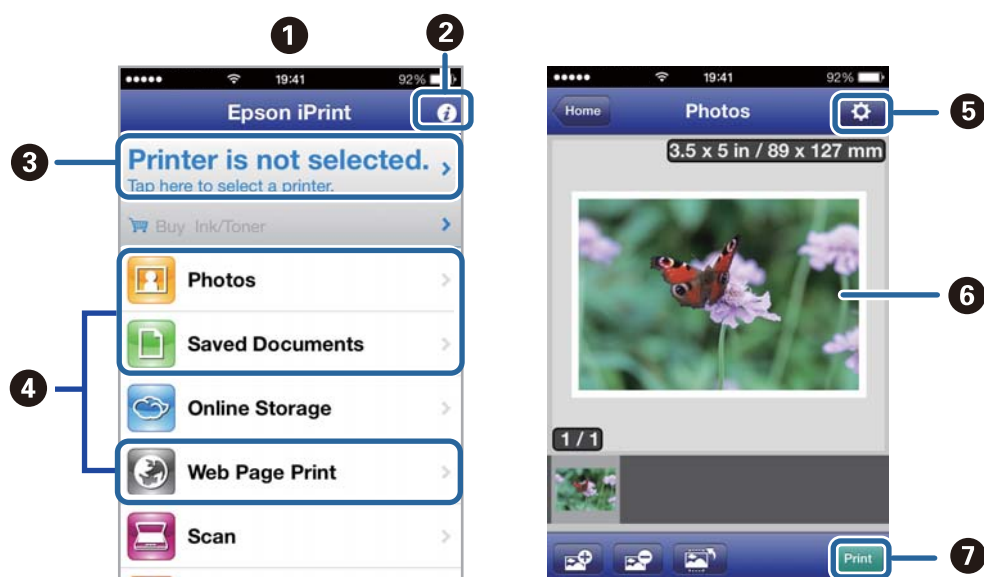 1
2
19:41
92%
Epson iPrint
3
Printer is not selected.
Tap here to select a printer.
Buy Ink/Toner
Photos
Saved Documents
4
Online Storage
Web Page Print
Scan
19:41
92%
Home
Photos
5
3.5 x 5 in / 89 x 127 mm
6
1 / 1
Print
7